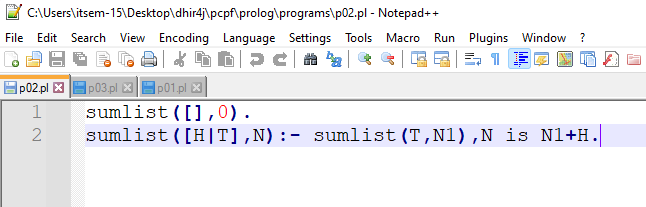 C:\Users\itsem-15\Desktop\dhir4j\pcpf\prolog\programs\p02.pl - Notepad++
File Edit Search View Encoding Language Settings Tools Macro Run Plugins Window ?
p02.pl p03.pl p01.pl
1 sumlist([],0).
2 sumlist([H|T],N):- sumlist(T,N1),N is N1+H.